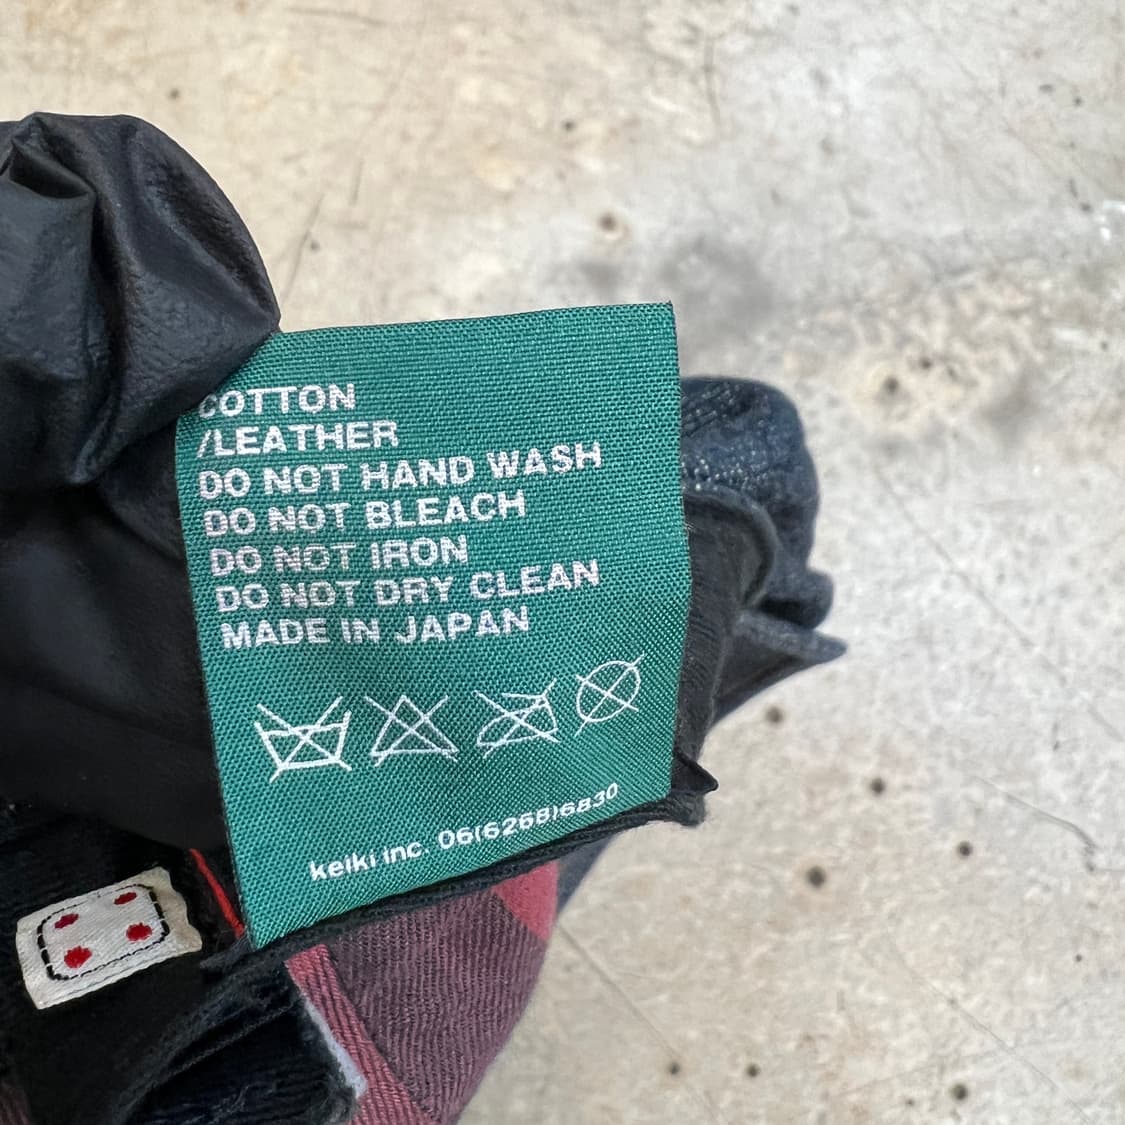 COTTON
/LEATHER
DO NOT HAND WASH
DO NOT BLEACH
DO NOT IRON
DO NOT DRY CLEAN
MADE IN JAPAN
keiki inc. 06(6268)6830